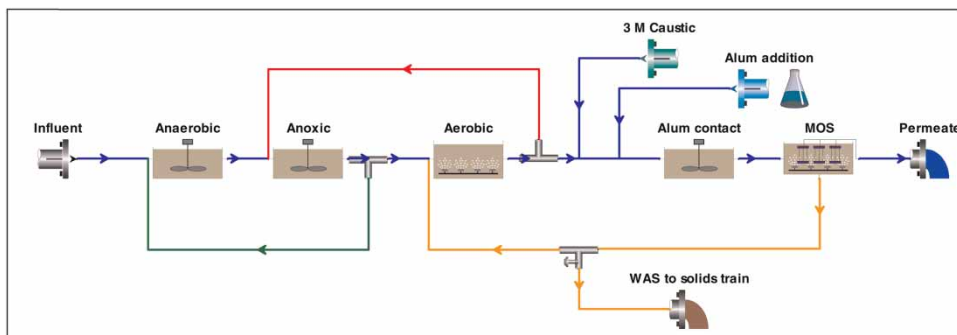 3 M Caustic
Alum addition
Influent
Anaerobic
Anoxic
Aerobic
Alum contact
MOS
Permeate
WAS to solids train